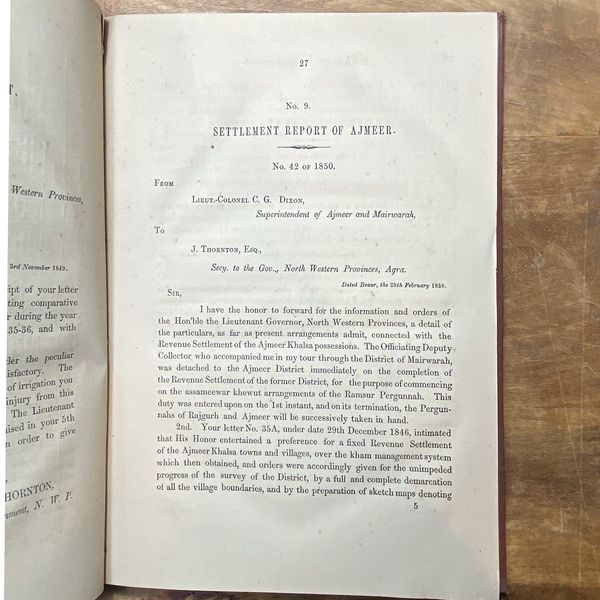 T.
Western Provinces,
3rd November 1849.
ipt of your letter
ting comparative
r during the year
35-36, and with
der the peculiar
isfactory. The
of irrigation you
injury from this
The Lieutenant
ised in your 5th
n order to give
HORNTON,
nment, N. W. P.
27
No. 9.
SETTLEMENT REPORT OF AJMEER.
No. 42 of 1850.
From
Lieut.-Colonel C. G. Dixon,
Superintendent of Ajmeer and Mairwarah,
To
J. Thornton, Esq.,
Secy. to the Gov.., North Western Provinces, Agra.
Dated Beaur, the 28th February 1850.
Sir,
I have the honor to forward for the information and orders of
the Hon'ble the Lieutenant Governor, North Western Provinces, a detail of
the particulars, as far as present arrangements admit, connected with the
Revenue Settlement of the Ajmeer Khalsa possessions. The Officiating Deputy
Collector who accompanied me in my tour through the District of Mairwarah,
was detached to the Ajmeer District immediately on the completion of
the Revenue Settlement of the former District, for the purpose of commencing
on the assameewar khewut arrangements of the Ramsur Pergunnah. This
duty was entered upon on the 1st instant, and on its termination, the Pergun-
nahs of Rajgurh and Ajmeer will be successively taken in hand.
2nd. Your letter No. 35A, under date 29th December 1846, intimated
that His Honor entertained a preference for a fixed Revenue Settlement
of the Ajmeer Khalsa towns and villages, over the kham management system
which then obtained, and orders were accordingly given for the unimpeded
progress of the survey of the District, by a full and complete demarcation
of all the village boundaries, and by the preparation of sketch maps denoting
5